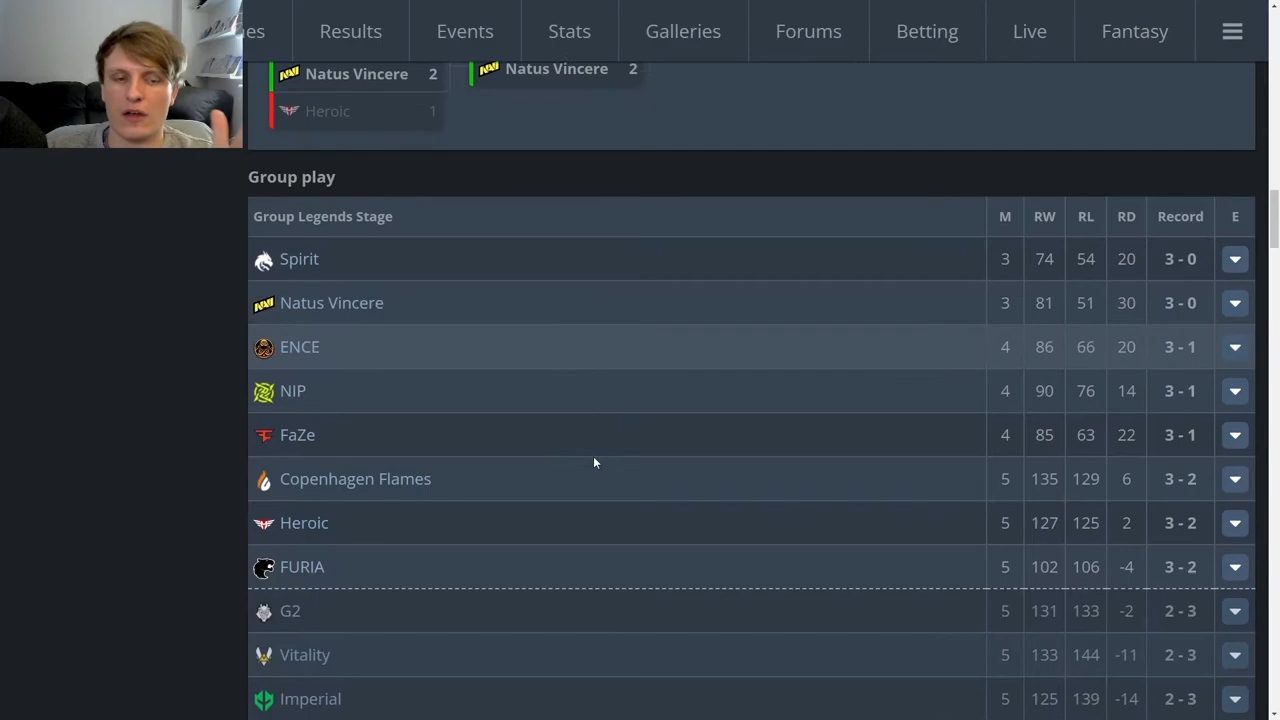 es Results Events Stats Galleries Forums Betting Live Fantasy
Natus Vincere 2 Natus Vincere 2
Heroic 1
Group play
Group Legends Stage M RW RL RD Record E
Spirit 3 74 54 20 3 - 0
Natus Vincere 3 81 51 30 3 - 0
ENCE 4 86 66 20 3 - 1
NIP 4 90 76 14 3 - 1
FaZe 4 85 63 22 3 - 1
Copenhagen Flames 5 135 129 6 3 - 2
Heroic 5 127 125 2 3 - 2
FURIA 5 102 106 -4 3 - 2
G2 5 131 133 -2 2 - 3
Vitality 5 133 144 -11 2 - 3
Imperial 5 125 139 -14 2 - 3